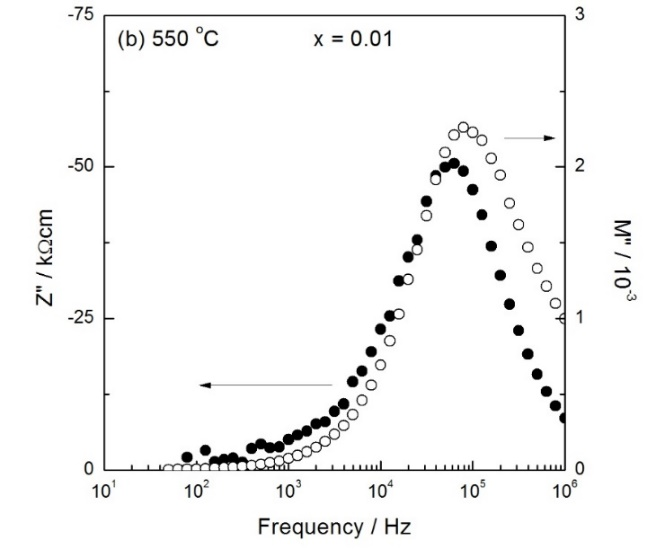 -75
3
(b) 550 °C
x = 0.01
-50
2
Z" / kΩcm
M" / 10⁻³
-25
1
0
0
10¹
10²
10³
10⁴
10⁵
10⁶
Frequency / Hz